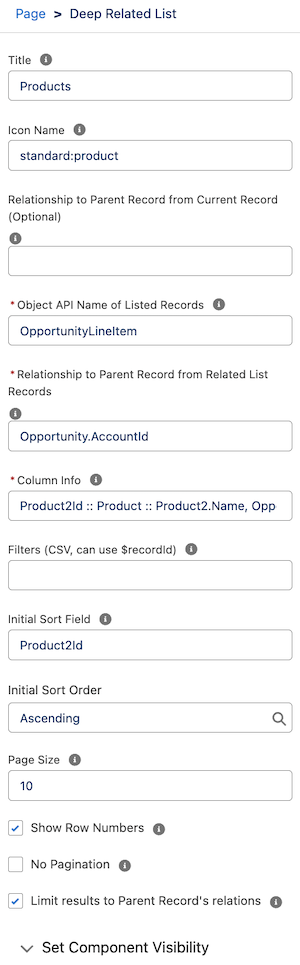 Page > Deep Related List
Title
Products
Icon Name
standard:product
Relationship to Parent Record from Current Record
(Optional)
* Object API Name of Listed Records
OpportunityLineItem
* Relationship to Parent Record from Related List
Records
Opportunity.AccountId
* Column Info
Product2Id :: Product :: Product2.Name, Opp
Filters (CSV, can use $recordId)
Initial Sort Field
Product2Id
Initial Sort Order
Ascending
Page Size
10
Show Row Numbers
No Pagination
Limit results to Parent Record's relations
Set Component Visibility